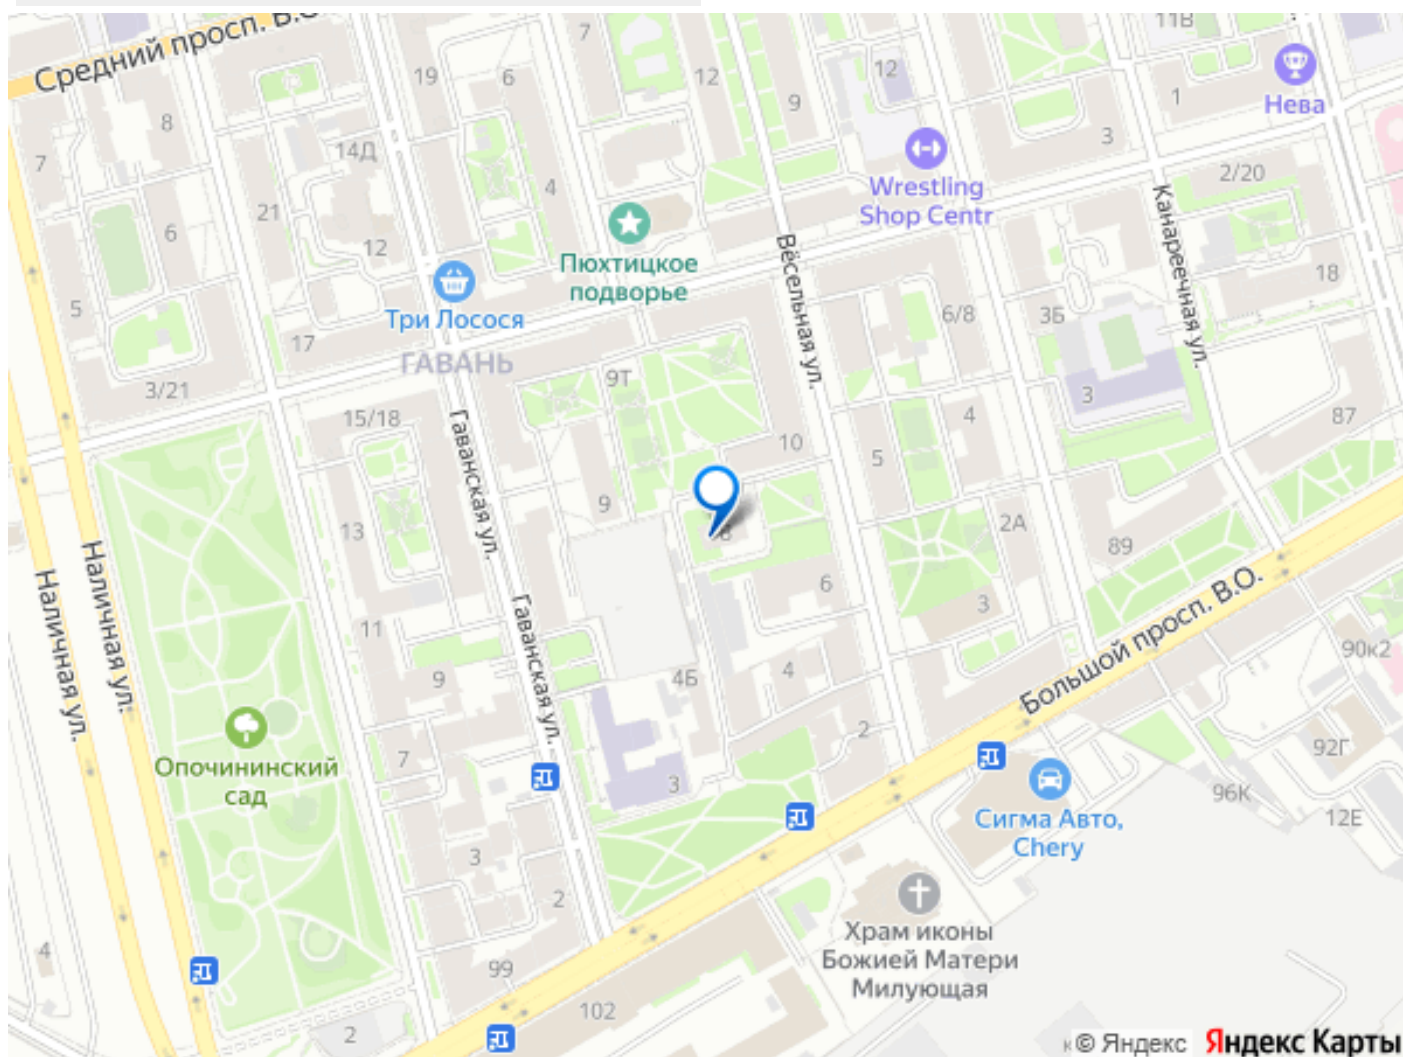 Средний просп. В.О.
7
11В
19
6
12
12
Нева
8
9
1
14Д
3
7
Wrestling
Shop Centr
2/20
4
21
6
12
Пюхтицкое
подворье
Вёсельная ул.
Канареечная ул.
18
5
Три Лосося
6/8
3Б
17
ГАВАНЬ
9Т
3/21
3
15/18
4
87
10
5
Гаванская ул.
9
13
8
2А
89
Наличная ул.
Наличная ул.
6
Большой просп. В.О.
3
11
Гаванская ул.
90к2
9
4Б
4
2
92Г
7
Опочининский
сад
3
96К
12Е
Сигма Авто,
Chery
3
2
Храм иконы
Божией Матери
Милующая
4
99
102
2
© Яндекс Яндекс Карты